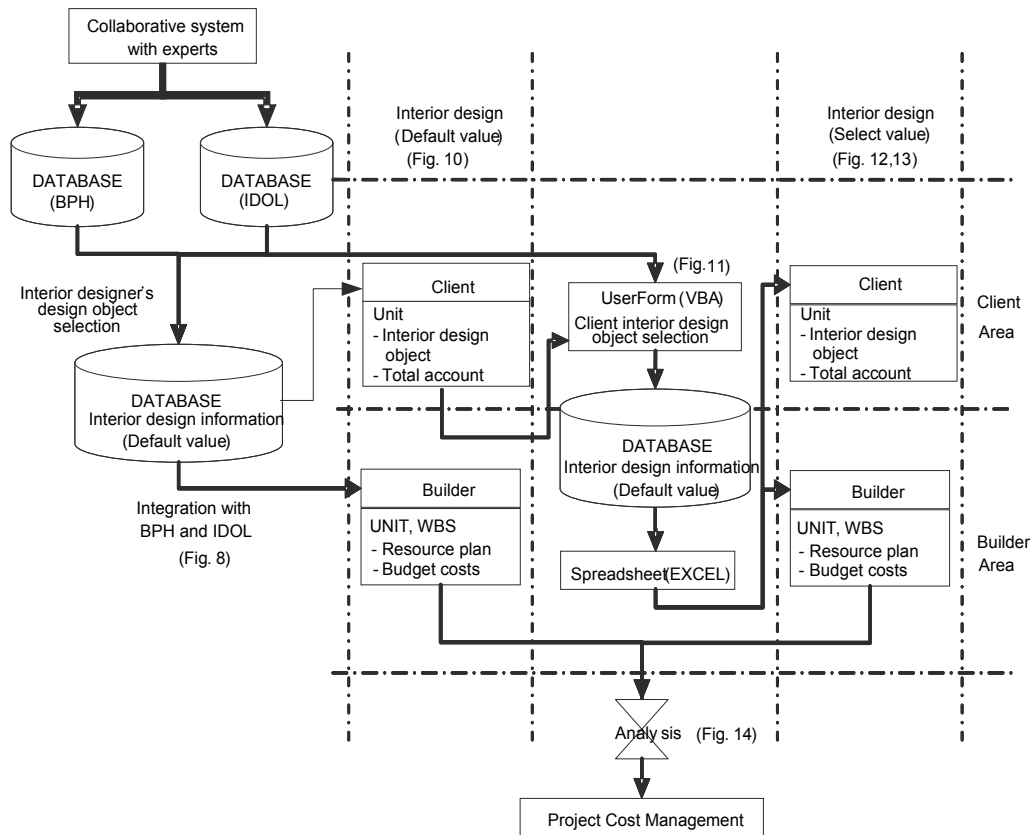 Collaborative system
with experts
Interior design
(Default value)
(Fig. 10)
Interior design
(Select value)
(Fig. 12,13)
DATABASE
(BPH)
DATABASE
(IDOL)
Interior designer's
design object
selection
Client
Unit
- Interior design
object
- Total account
(Fig.11)
UserForm (VBA)
Client interior design
object selection
Client
Unit
- Interior design
object
- Total account
Client
Area
DATABASE
Interior design information
(Default value)
DATABASE
Interior design information
(Default value)
Integration with
BPH and IDOL
(Fig. 8)
Builder
UNIT, WBS
- Resource plan
- Budget costs
Spreadsheet(EXCEL)
Builder
UNIT, WBS
- Resource plan
- Budget costs
Builder
Area
Analysis (Fig. 14)
Project Cost Management